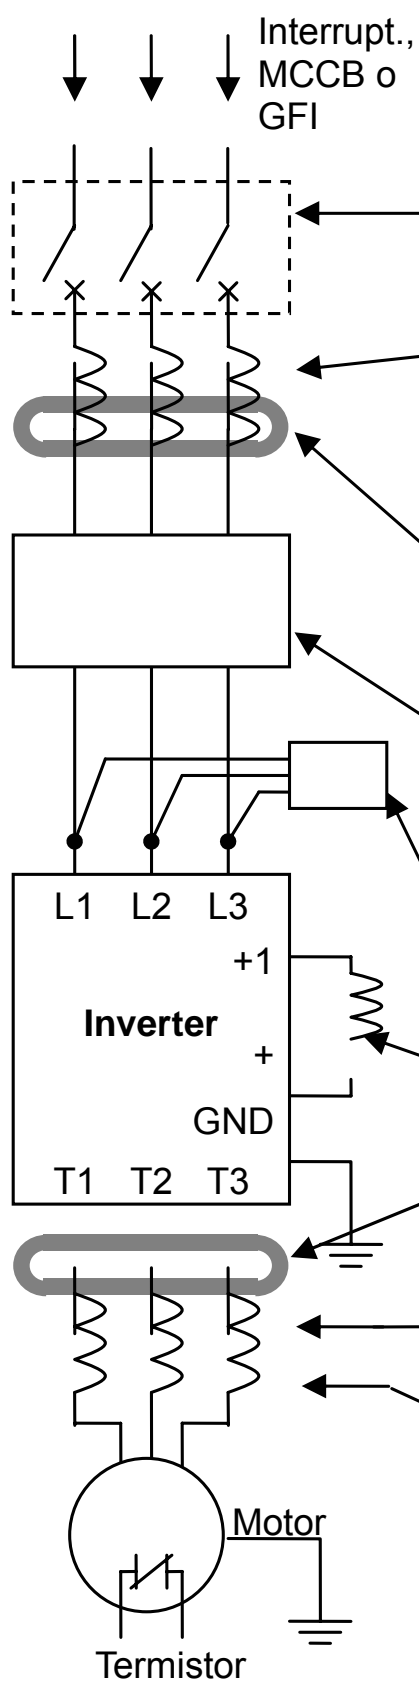 Interrupt.,
MCCB o
GFI
L1 L2 L3
+1
Inverter
+
GND
T1 T2 T3
Motor
Termistor